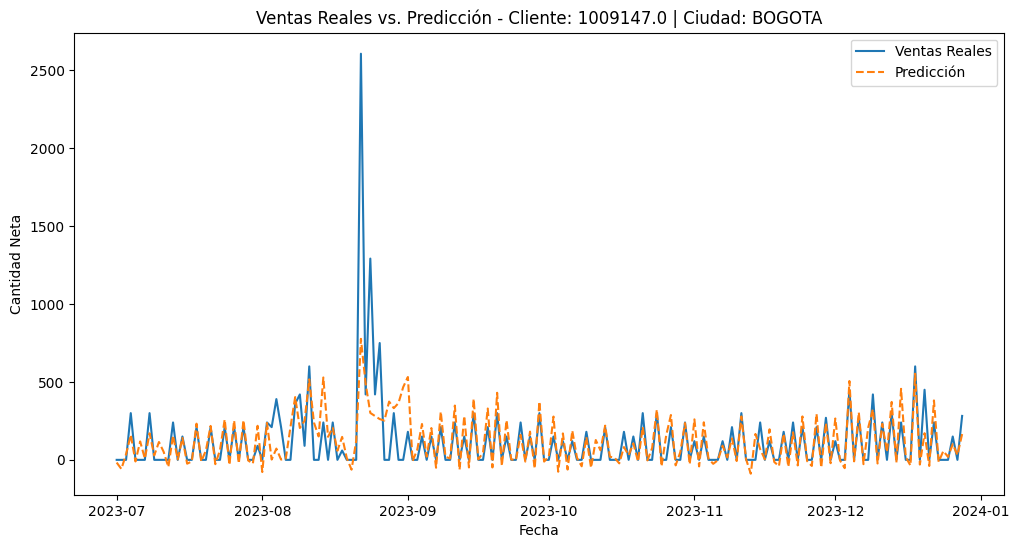 Ventas Reales vs. Predicción - Cliente: 1009147.0 | Ciudad: BOGOTA
Ventas Reales
Predicción
Cantidad Neta
2500
2000
1500
1000
500
0
2023-07
2023-08
2023-09
2023-10
2023-11
2023-12
2024-01
Fecha